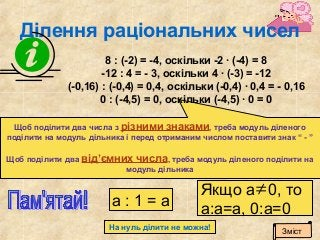 Ділення раціональних чисел
8 : (-2) = -4, оскільки -2 · (-4) = 8
-12 : 4 = - 3, оскільки 4 · (-3) = -12
(-0,16) : (-0,4) = 0,4, оскільки (-0,4) · 0,4 = - 0,16
0 : (-4,5) = 0, оскільки (-4,5) · 0 = 0
Щоб поділити два числа з різними знаками, треба модуль діленого
поділити на модуль дільника і перед отриманим числом поставити знак " - "
Щоб поділити два від'ємних числа, треба модуль діленого поділити на
модуль дільника
Пам'ятай!
a : 1 = a
Якщо a≠0, то
a:a=a, 0:a=0
На нуль ділити не можна!
Зміст